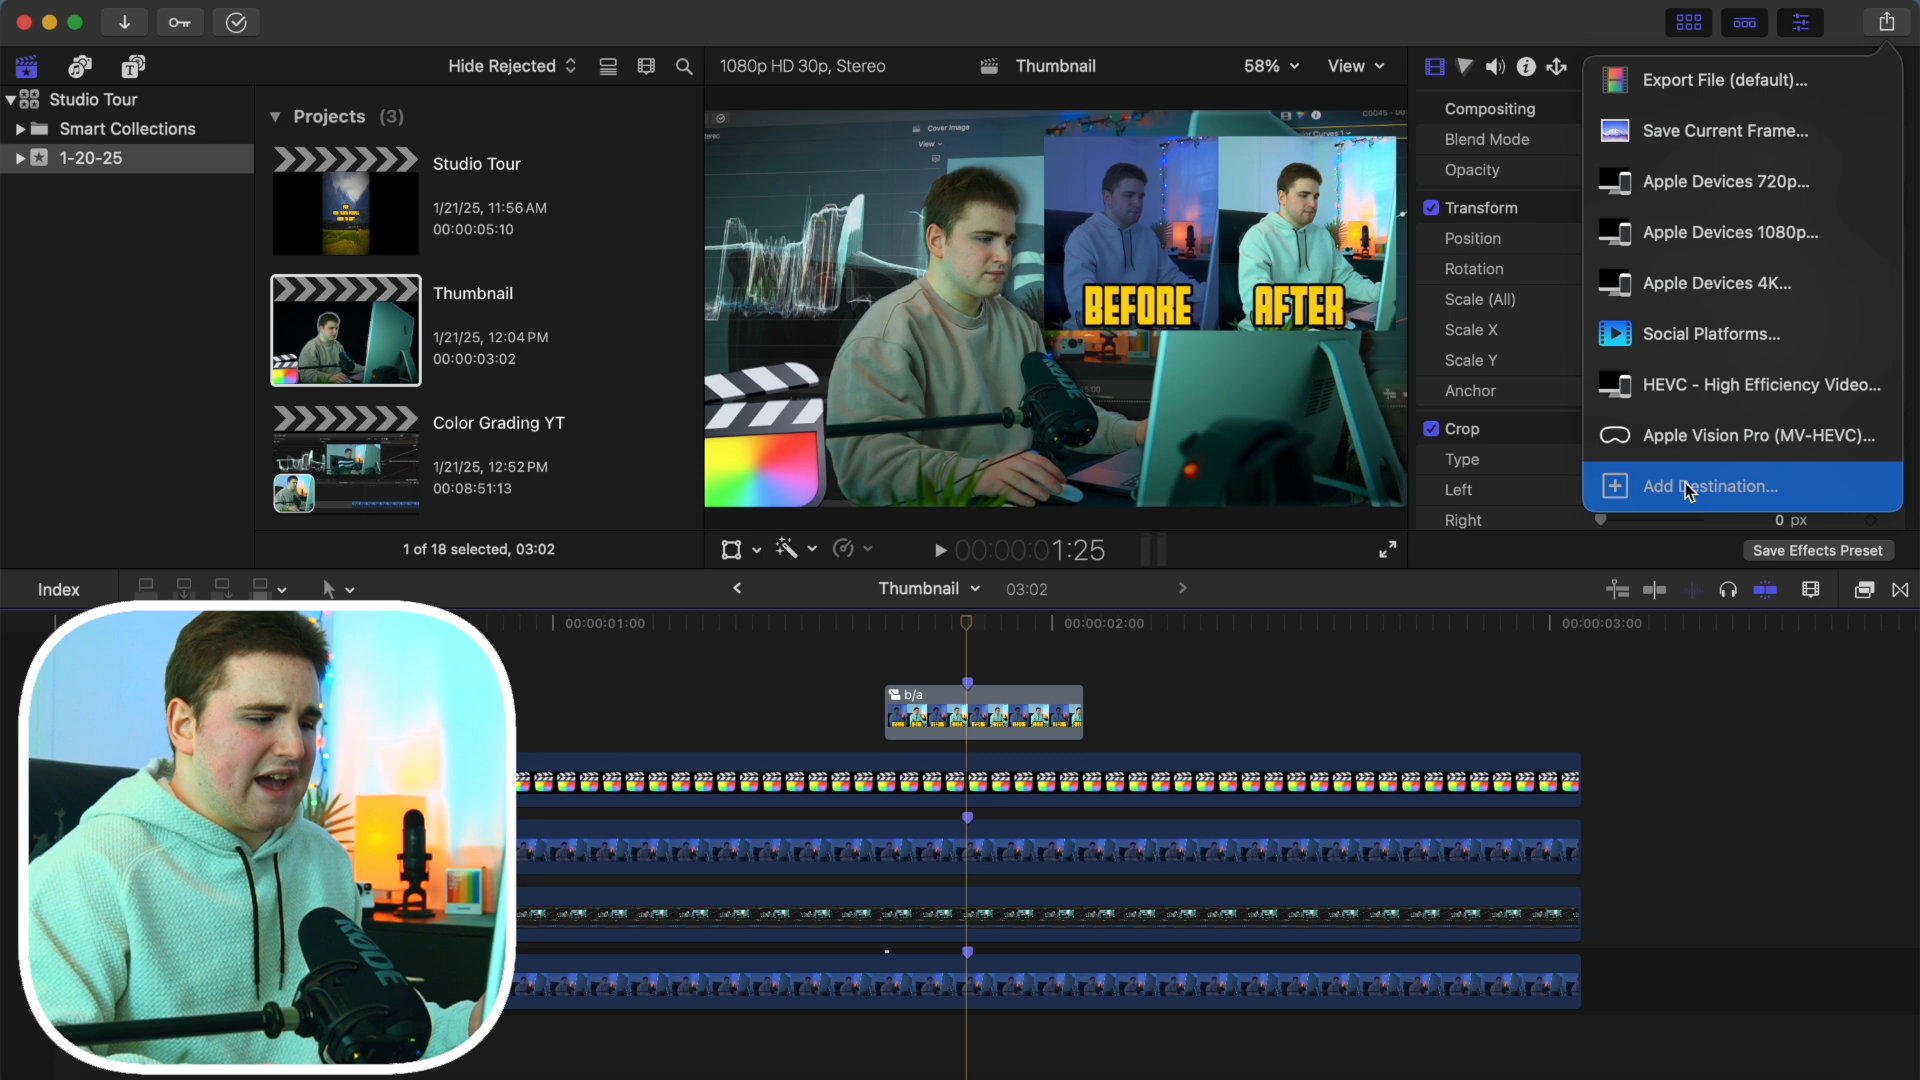 Hide Rejected
1080p HD 30p, Stereo
Thumbnail
58%
View
Studio Tour
Smart Collections
1-20-25
Projects (3)
Studio Tour
1/21/25, 11:56 AM
00:00:05:10
Thumbnail
1/21/25, 12:04 PM
00:00:03:02
Color Grading YT
1/21/25, 12:52 PM
00:08:51:13
1 of 18 selected, 03:02
Cover Image
View
BEFORE
AFTER
RØDE
00:00:01:25
Compositing
Blend Mode
Opacity
Transform
Position
Rotation
Scale (All)
Scale X
Scale Y
Anchor
Crop
Type
Left
Right
0 px
Save Effects Preset
Export File (default)...
Save Current Frame...
Apple Devices 720p...
Apple Devices 1080p...
Apple Devices 4K...
Social Platforms...
HEVC - High Efficiency Video...
Apple Vision Pro (MV-HEVC)...
Add Destination...
Index
Thumbnail
03:02
00:00:01:00
00:00:02:00
00:00:03:00
b/a
RØDE